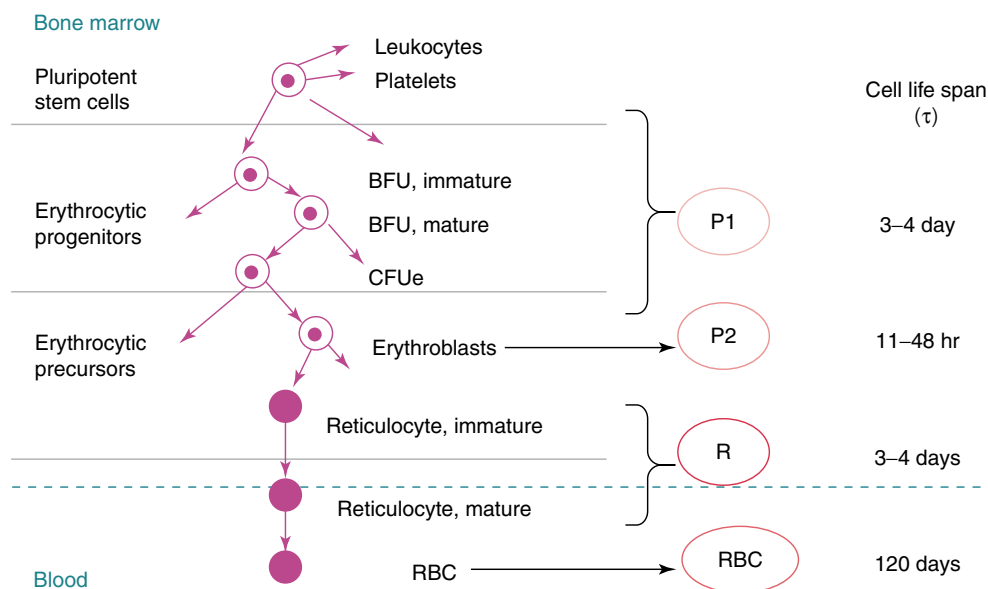 Bone marrow
Leukocytes
Platelets
Pluripotent
stem cells
Cell life span
(τ)
BFU, immature
BFU, mature
Erythrocytic
progenitors
P1
3–4 day
CFUe
Erythrocytic
precursors
Erythroblasts
P2
11–48 hr
Reticulocyte, immature
R
3–4 days
Reticulocyte, mature
RBC
RBC
120 days
Blood